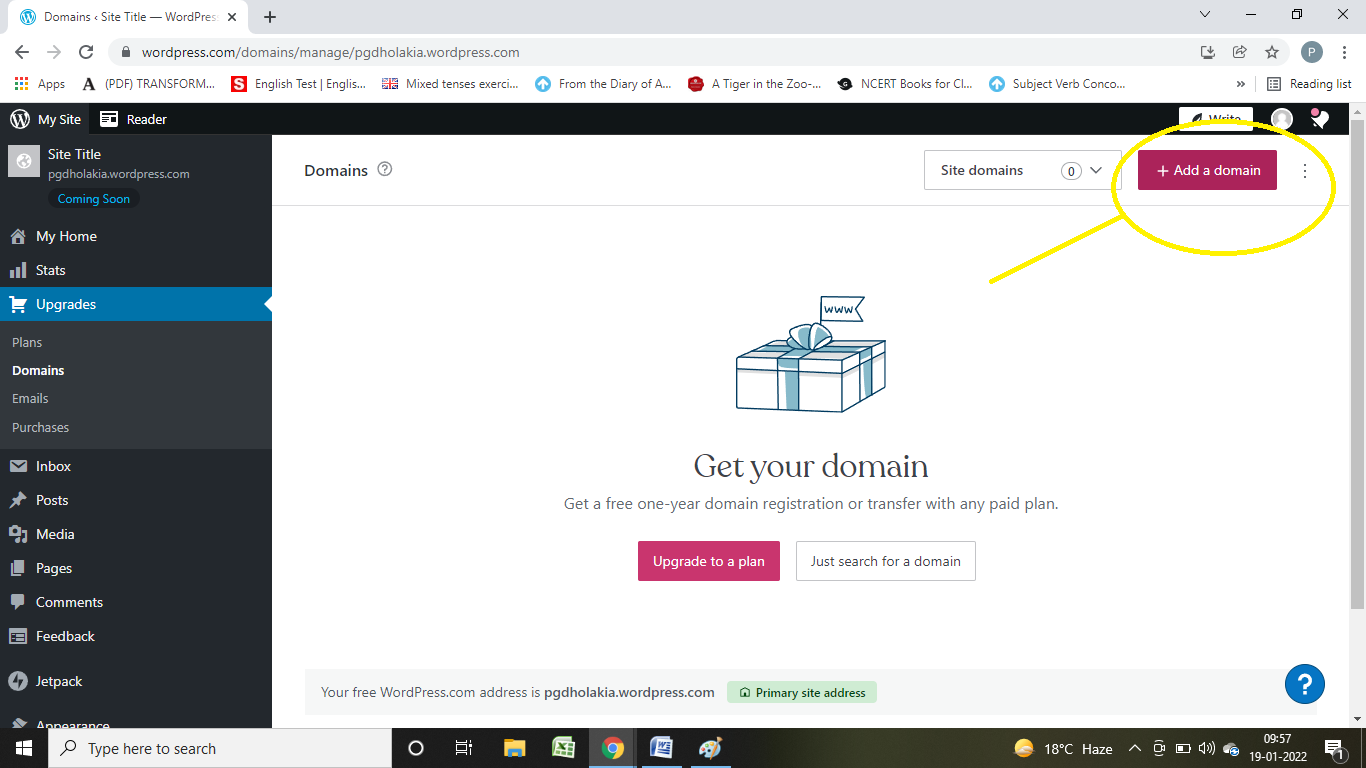 Domains ‹ Site Title — WordPres
wordpress.com/domains/manage/pgdholakia.wordpress.com
P
Apps
A (PDF) TRANSFORM...
S English Test | Englis...
Mixed tenses exerci...
From the Diary of A...
A Tiger in the Zoo-...
NCERT Books for Cl...
Subject Verb Conco...
»
Reading list
My Site
Reader
Write
Site Title
pgdholakia.wordpress.com
Coming Soon
My Home
Stats
Upgrades
Plans
Domains
Emails
Purchases
Inbox
Posts
Media
Pages
Comments
Feedback
Jetpack
Appearance
Domains ?
Site domains 0
+ Add a domain
www
Get your domain
Get a free one-year domain registration or transfer with any paid plan.
Upgrade to a plan
Just search for a domain
Your free WordPress.com address is pgdholakia.wordpress.com
Primary site address
?
Type here to search
18°C Haze
09:57
19-01-2022
1